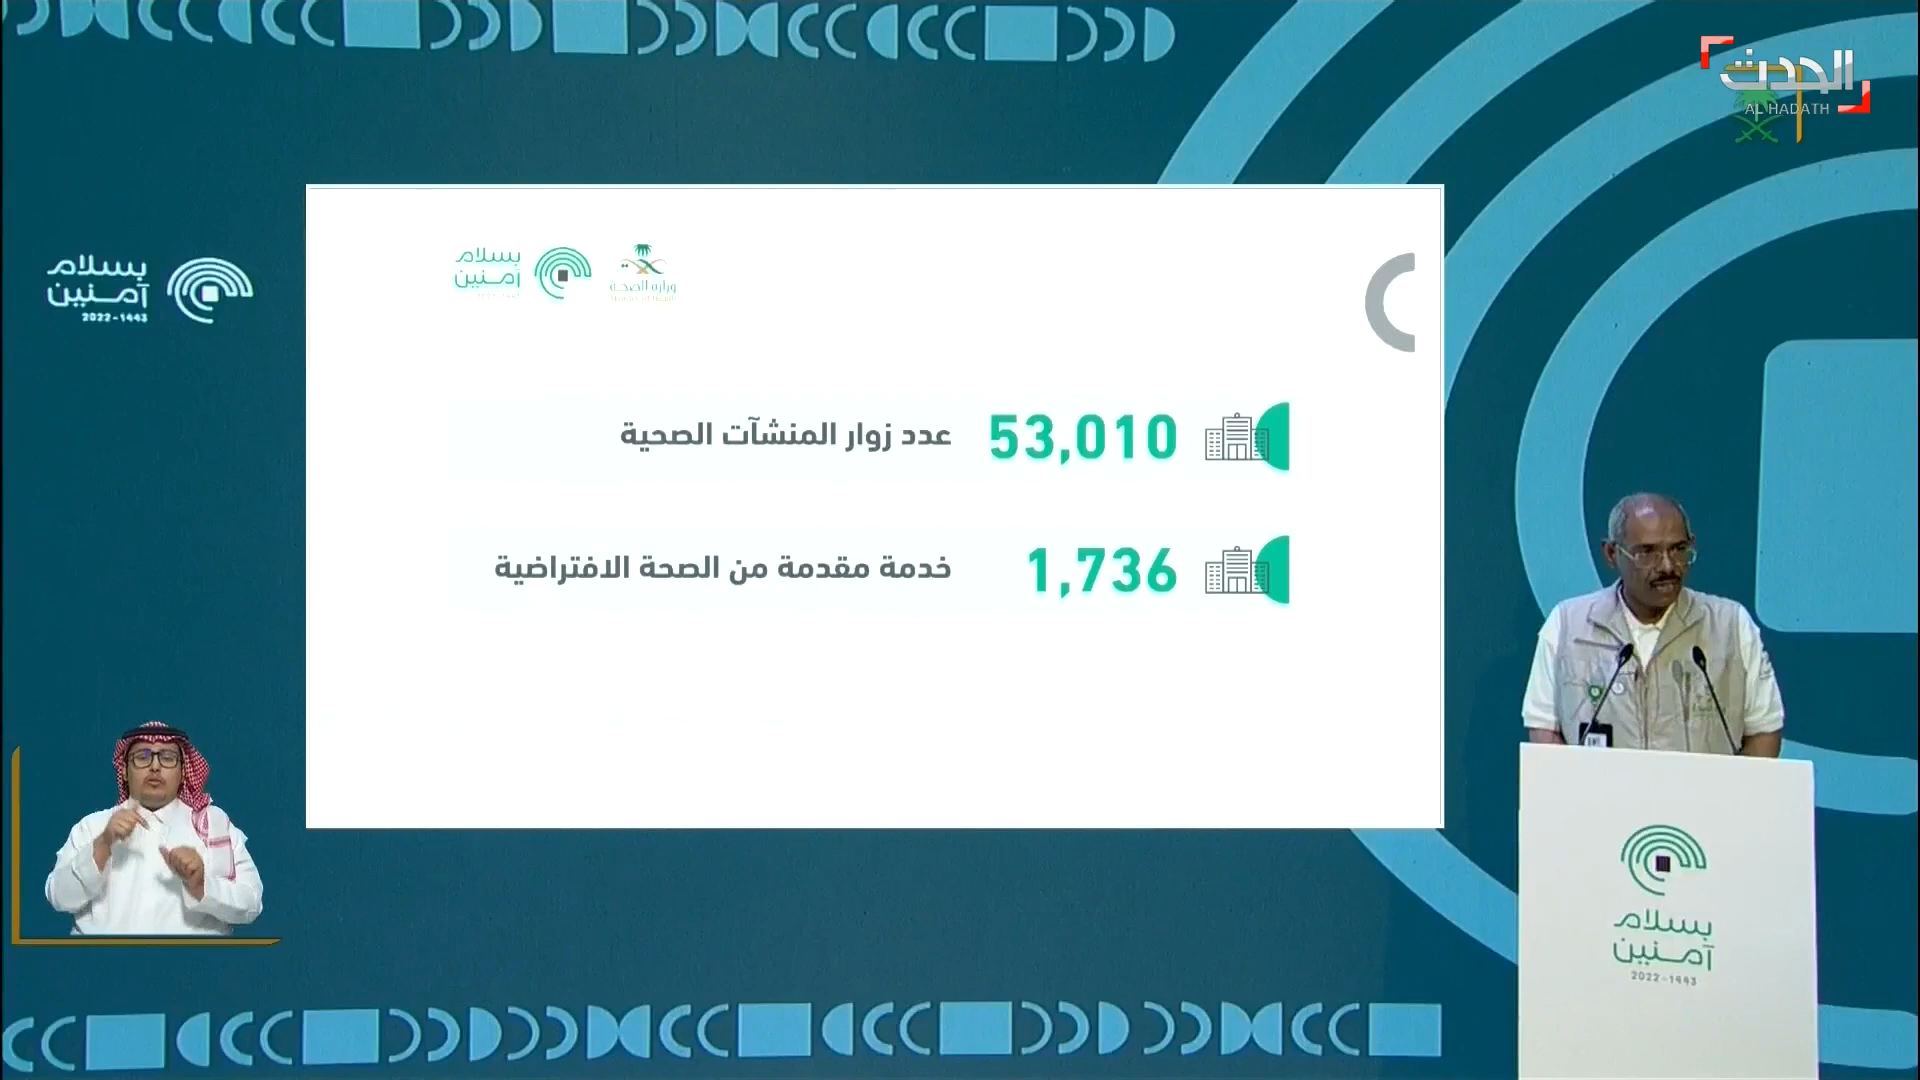 الحدث
AL HADATH
بسلام
آمنين
2022-1443
بسلام
آمنين
وزارة الصحة
53,010 عدد زوار المنشآت الصحية
1,736 خدمة مقدمة من الصحة الافتراضية
بسلام
آمنين
2022-1443